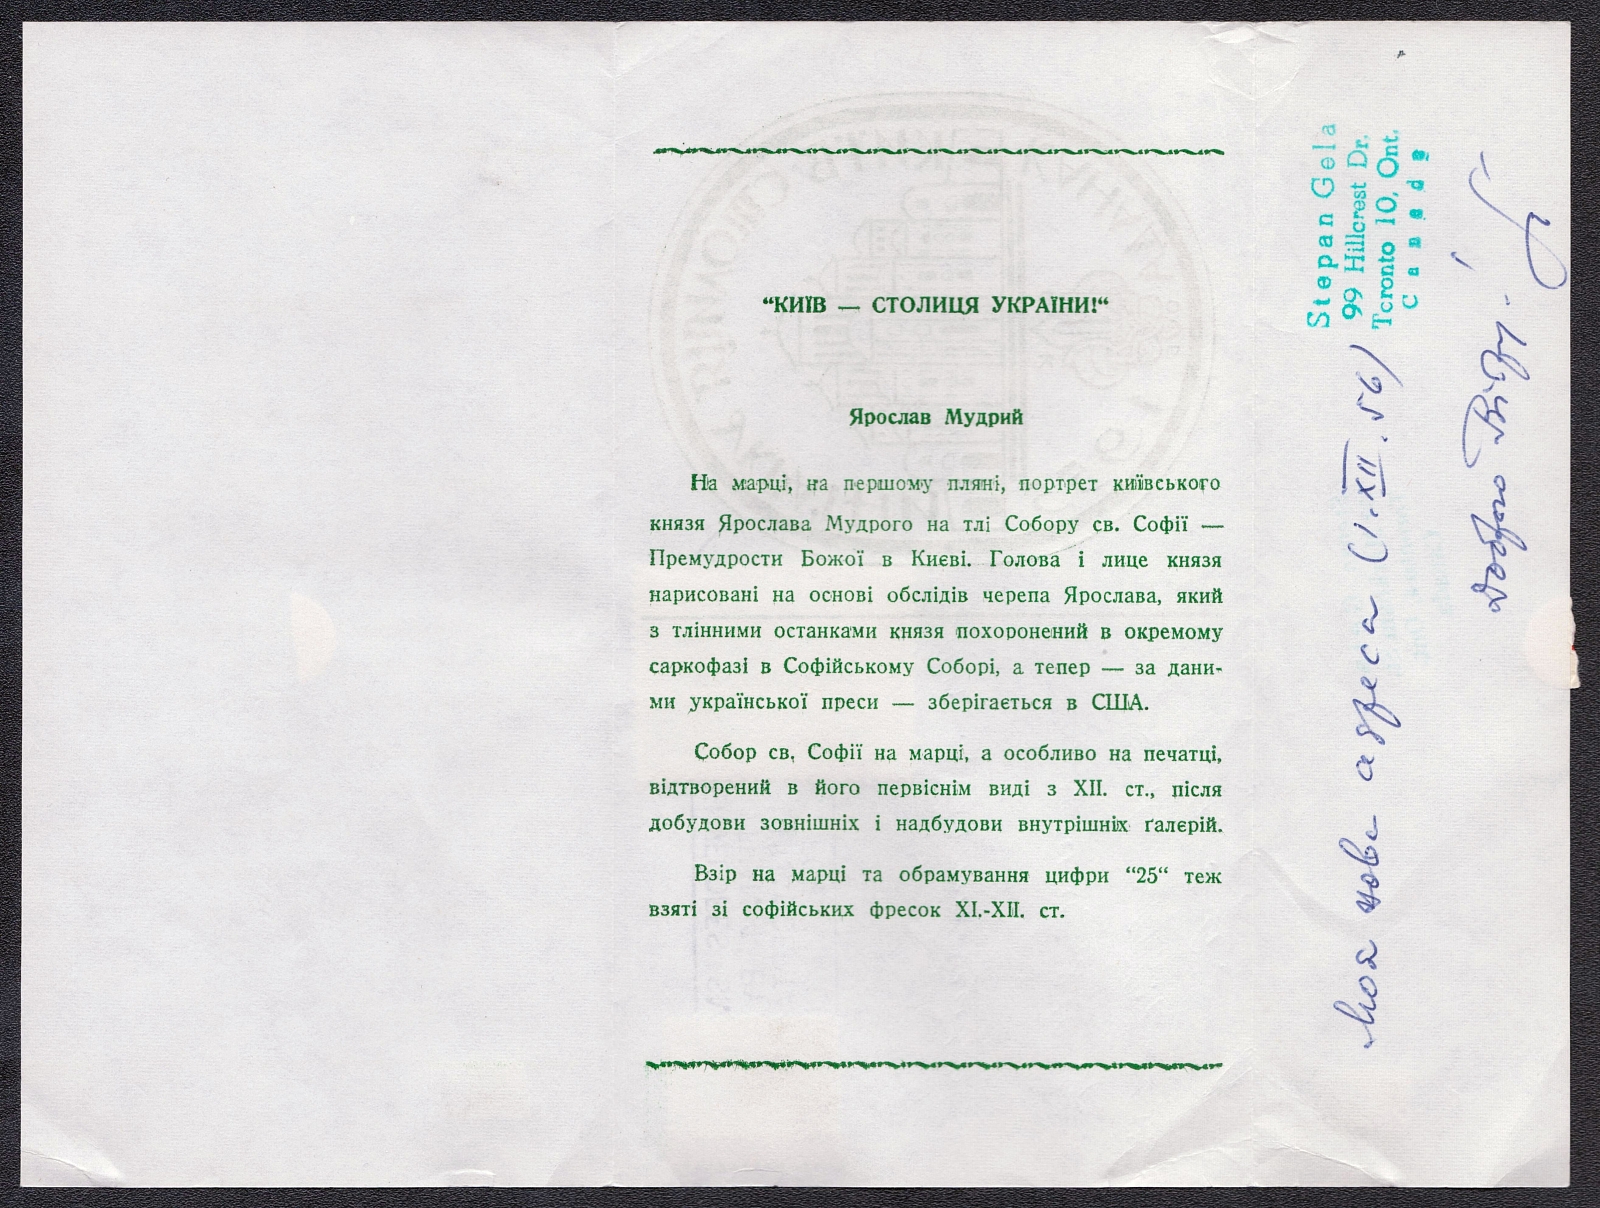 “КИЇВ — СТОЛИЦЯ УКРАЇНИ!“
Ярослав Мудрий
На марці, на першому пляні, портрет київського
князя Ярослава Мудрого на тлі Собору св. Софії —
Премудрости Божої в Києві. Голова і лице князя
нарисовані на основі обслідів черепа Ярослава, який
з тлінними останками князя похоронений в окремому
саркофазі в Софійському Соборі, а тепер — за дани-
ми української преси — зберігається в США.
Собор св. Софії на марці, а особливо на печатці,
відтворений в його первіснім виді з XII. ст., після
добудови зовнішніх і надбудови внутрішніх ґалєрій.
Взір на марці та обрамування цифри “25“ теж
взяті зі софійських фресок XI.-XII. ст.
Stepan Gela
99 Hillcrest Dr.
Toronto 10, Ont.
Canada
Моя нова адреса (1.XII.56)
Доброго